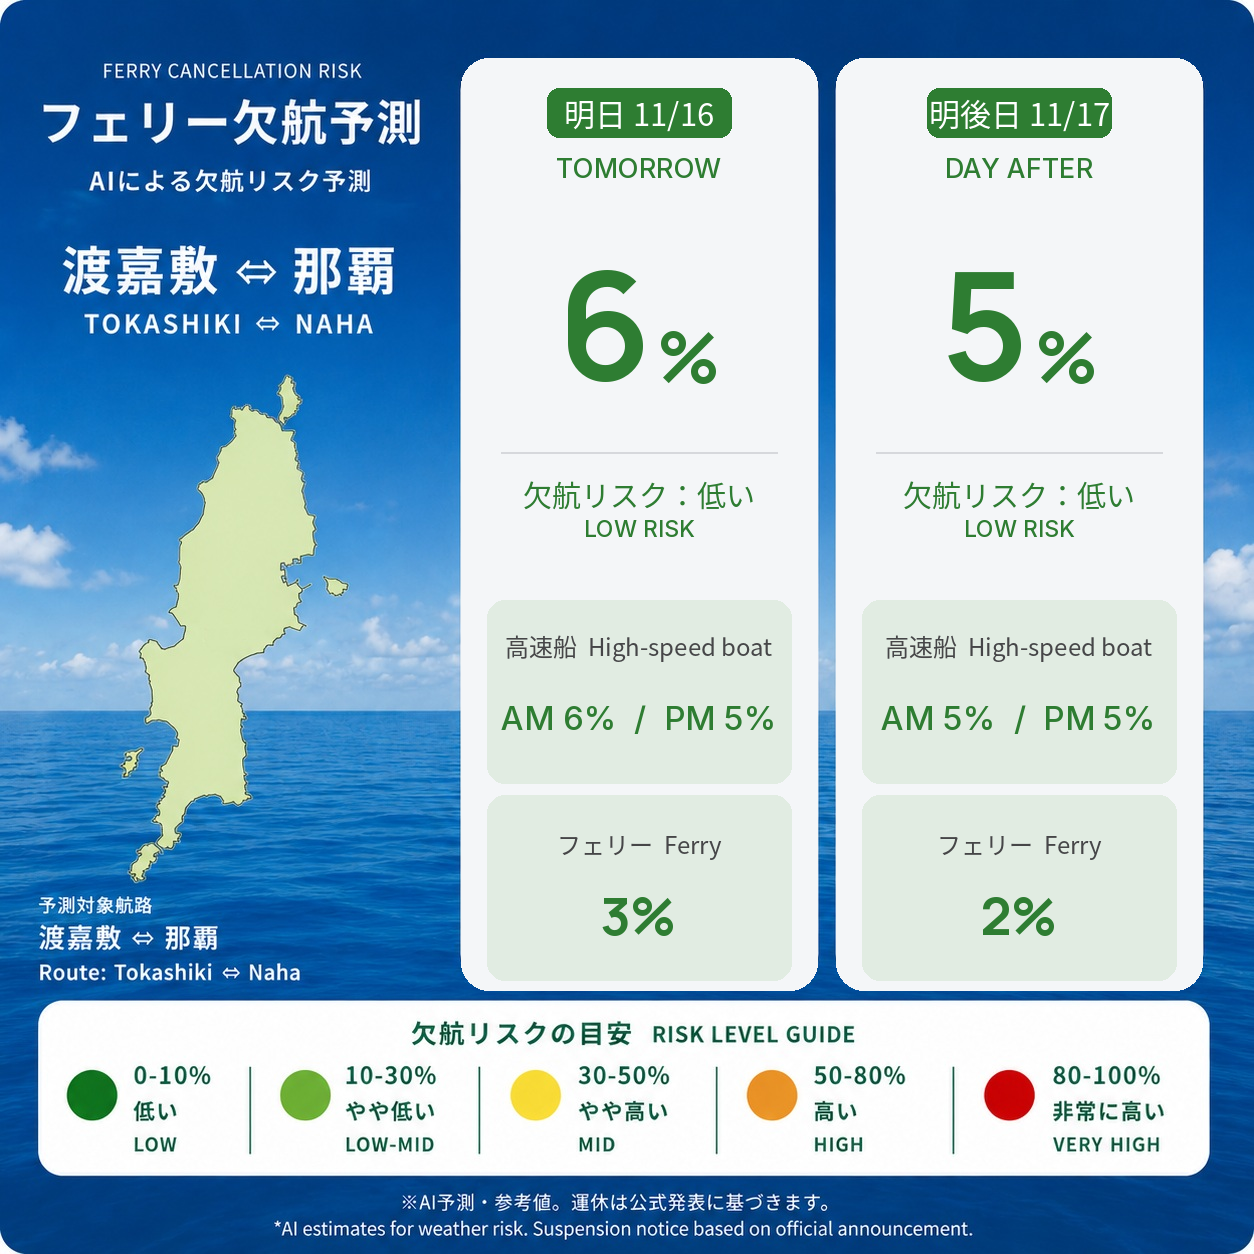 FERRY CANCELLATION RISK
フェリー欠航予測
AIによる欠航リスク予測
渡嘉敷 ⇔ 那覇
TOKASHIKI ⇔ NAHA
予測対象航路
渡嘉敷 ⇔ 那覇
Route: Tokashiki ⇔ Naha
明日 11/16
TOMORROW
6%
欠航リスク：低い
LOW RISK
高速船 High-speed boat
AM 6% / PM 5%
フェリー Ferry
3%
明後日 11/17
DAY AFTER
5%
欠航リスク：低い
LOW RISK
高速船 High-speed boat
AM 5% / PM 5%
フェリー Ferry
2%
欠航リスクの目安 RISK LEVEL GUIDE
0-10%
低い
LOW
10-30%
やや低い
LOW-MID
30-50%
やや高い
MID
50-80%
高い
HIGH
80-100%
非常に高い
VERY HIGH
※AI予測・参考値。運休は公式発表に基づきます。
*AI estimates for weather risk. Suspension notice based on official announcement.